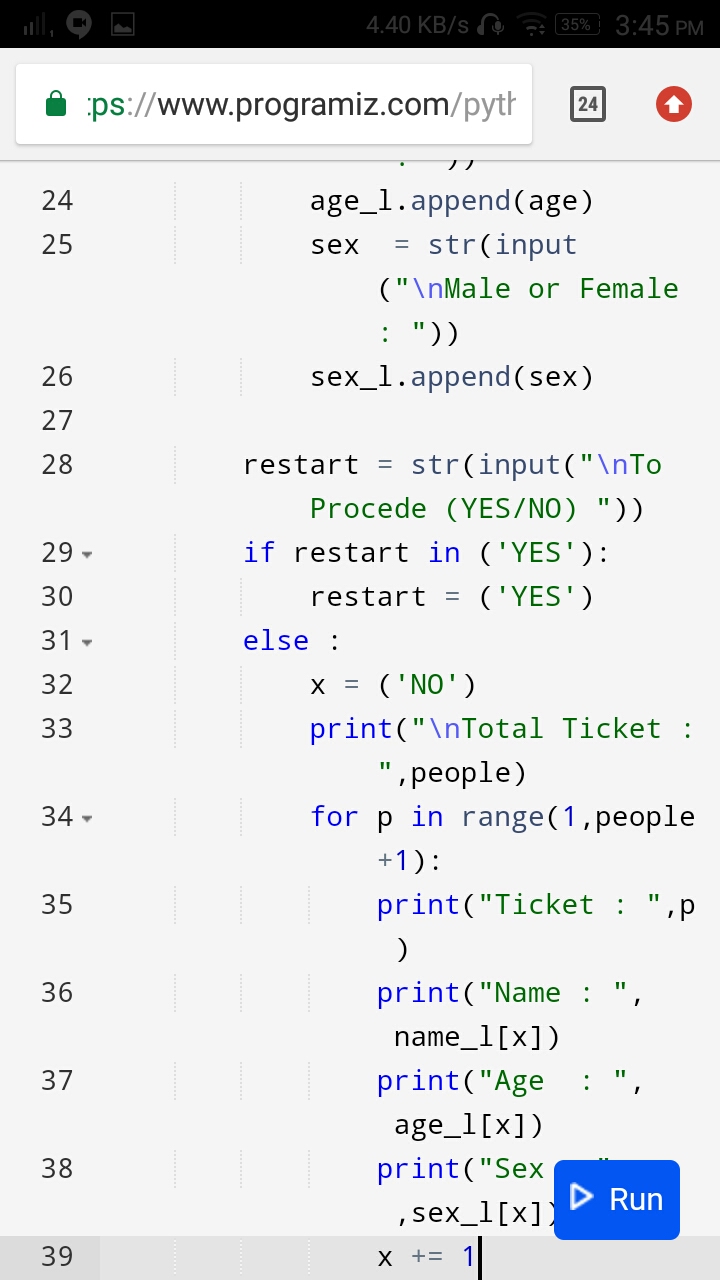 4.40 KB/s 35% 3:45 PM
:ps://www.programiz.com/pyth 24
: "))
24 age_l.append(age)
25 sex  = str(input
("\nMale or Female
: "))
26 sex_l.append(sex)
27
28 restart = str(input("\nTo
Procede (YES/NO) "))
29 if restart in ('YES'):
30 restart = ('YES')
31 else :
32 x = ('NO')
33 print("\nTotal Ticket :
",people)
34 for p in range(1,people
+1):
35 print("Ticket : ",p
)
36 print("Name : ",
name_l[x])
37 print("Age  : ",
age_l[x])
38 print("Sex
,sex_l[x])
Run
39 x += 1